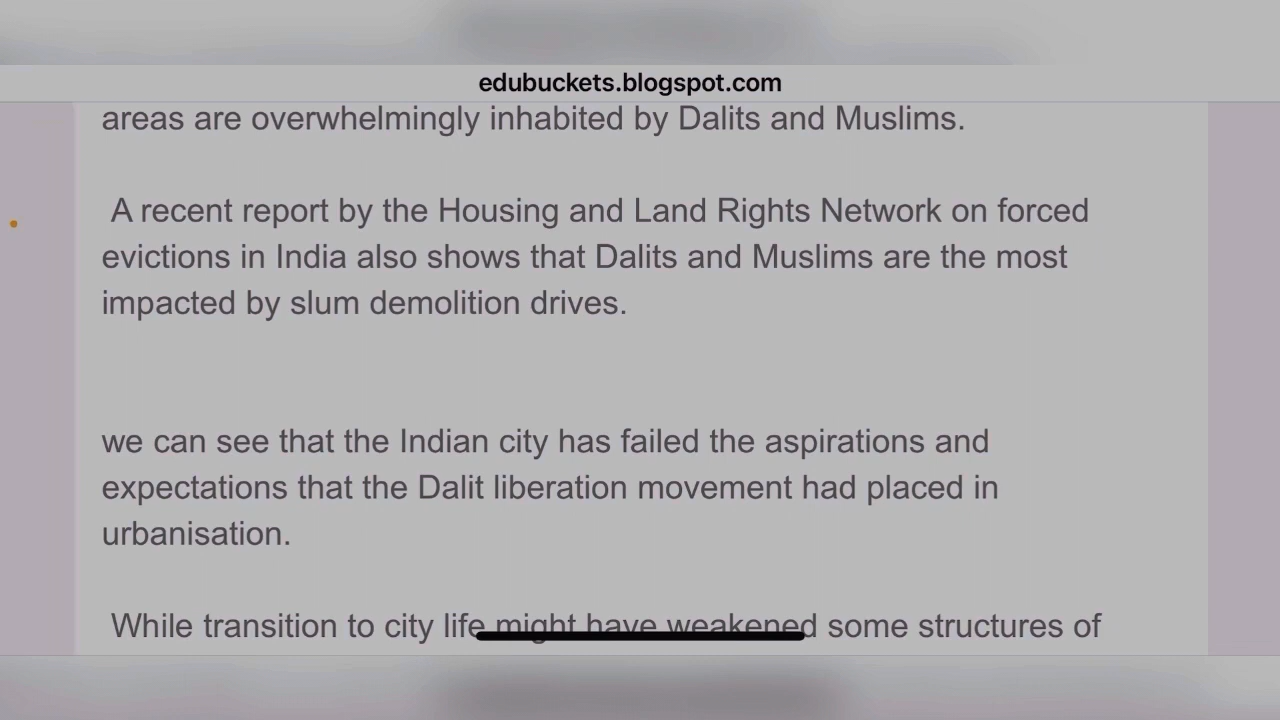 edubuckets.blogspot.com
areas are overwhelmingly inhabited by Dalits and Muslims.
A recent report by the Housing and Land Rights Network on forced
evictions in India also shows that Dalits and Muslims are the most
impacted by slum demolition drives.
we can see that the Indian city has failed the aspirations and
expectations that the Dalit liberation movement had placed in
urbanisation.
While transition to city life might have weakened some structures of